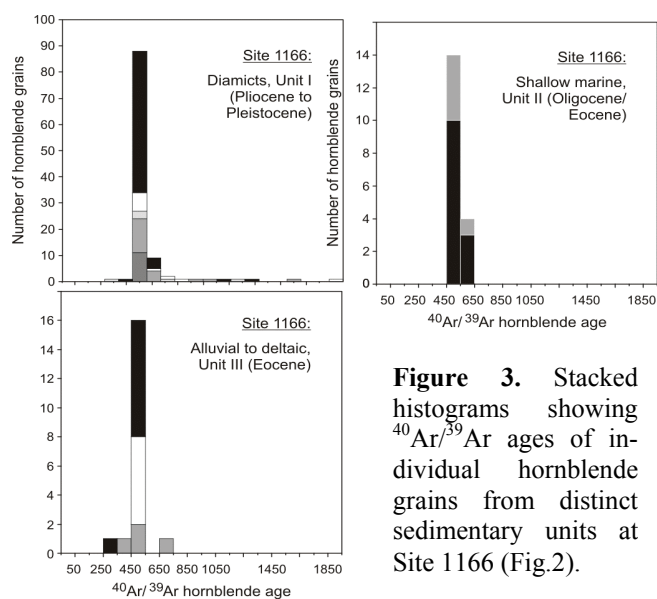 100
90
80
70
60
50
40
30
20
10
0
Number of hornblende grains
Site 1166:
Diamicts, Unit I
(Pliocene to
Pleistocene)
14
12
10
8
6
4
2
0
Number of hornblende grains
Site 1166:
Shallow marine,
Unit II (Oligocene/
Eocene)
50 250 450 650 850 1050 1450 1850
40Ar/ 39Ar hornblende age
16
14
12
10
8
6
4
2
0
Site 1166:
Alluvial to deltaic,
Unit III (Eocene)
50 250 450 650 850 1050 1450 1850
40Ar/ 39Ar hornblende age
Figure 3. Stacked
histograms showing
40Ar/39Ar ages of in-
dividual hornblende
grains from distinct
sedimentary units at
Site 1166 (Fig.2).